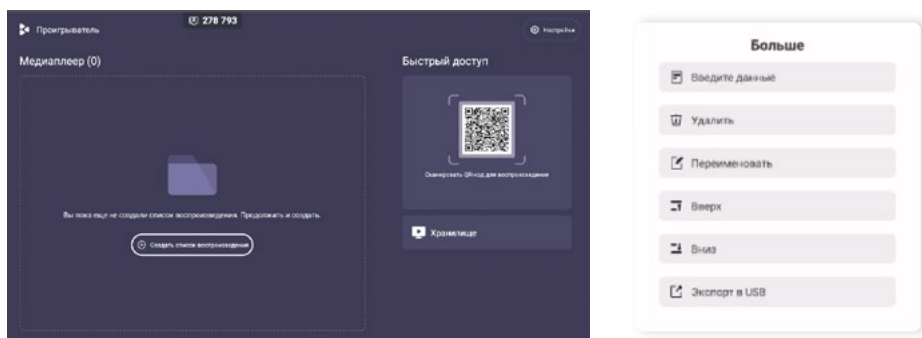 278 793
Проигрыватель
Настройки
Медиаплеер (0)
Быстрый доступ
Сканировать QR-код для воспроизведения
Вы пока еще не создали список воспроизведения. Продолжить и создать.
Создать список воспроизведения
Хранилище
Больше
Введите данные
Удалить
Переименовать
Вверх
Вниз
Экспорт в USB